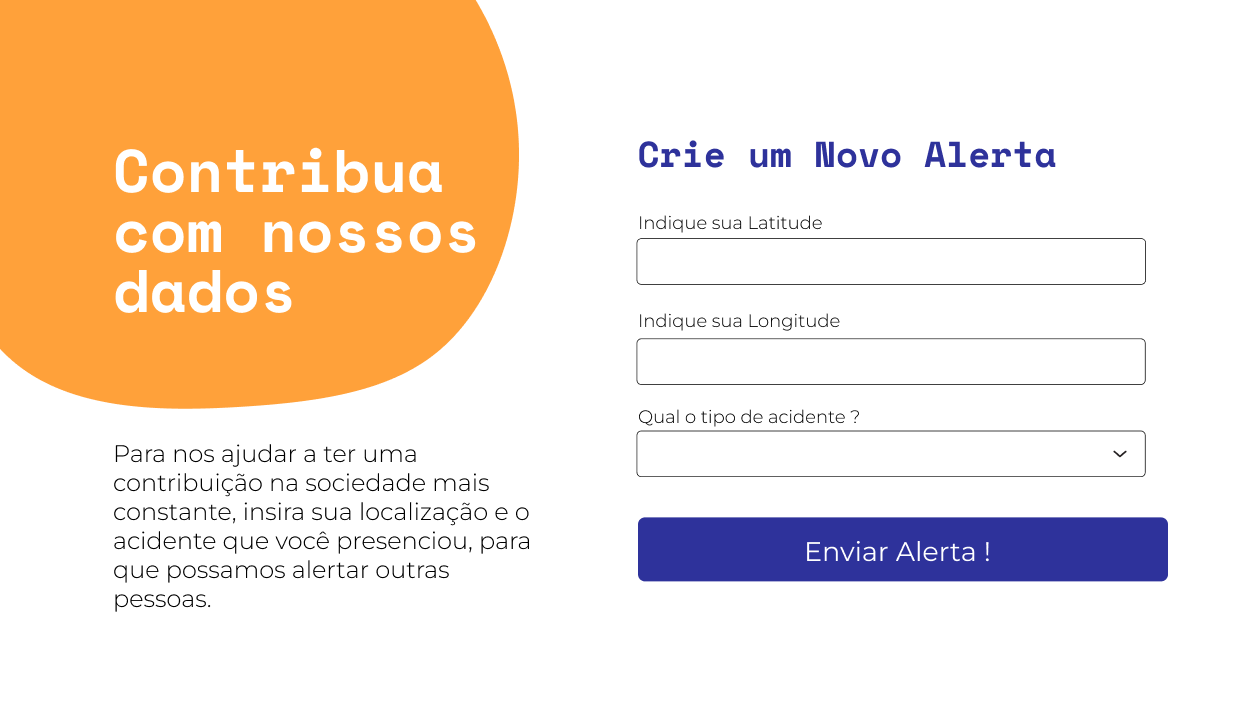 Contribua
com nossos
dados
Para nos ajudar a ter uma
contribuição na sociedade mais
constante, insira sua localização e o
acidente que você presenciou, para
que possamos alertar outras
pessoas.
Crie um Novo Alerta
Indique sua Latitude
Indique sua Longitude
Qual o tipo de acidente ?
Enviar Alerta !